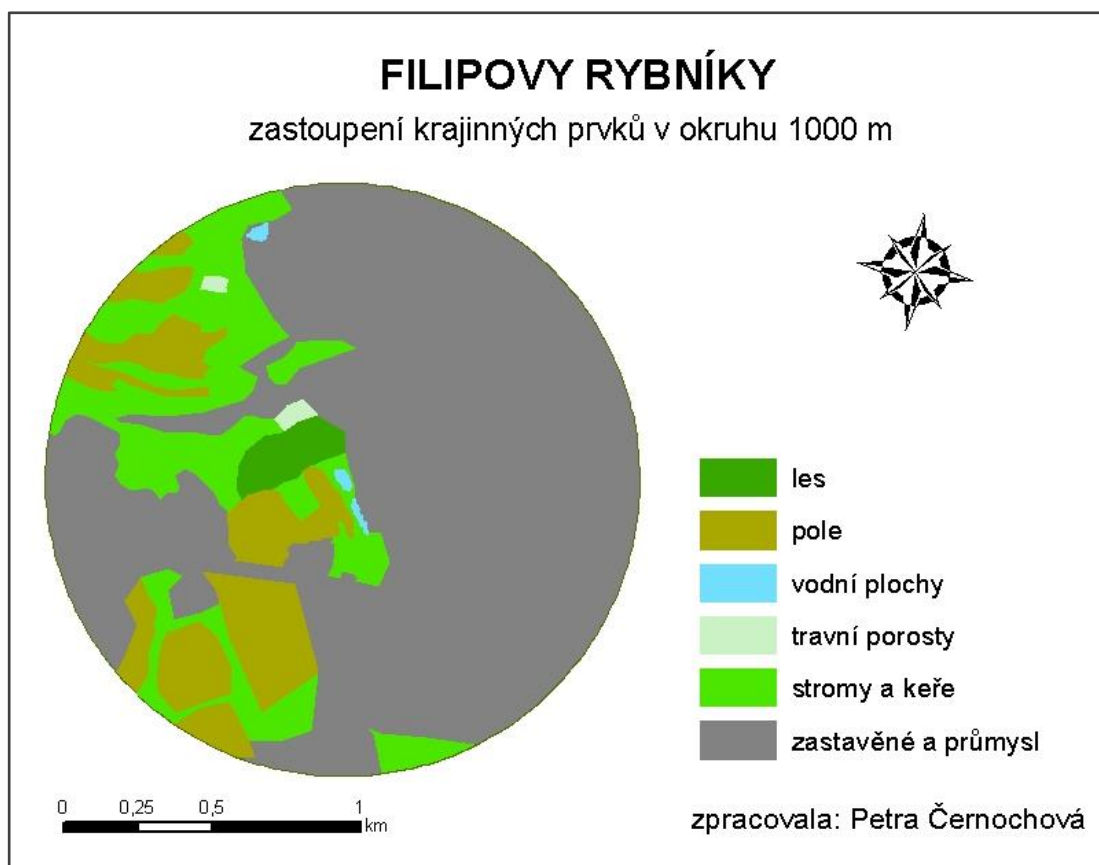 FILIPOVY RYBNÍKY
zastoupení krajinných prvků v okruhu 1000 m
les
pole
vodní plochy
travní porosty
stromy a keře
zastavěné a průmysl
0 0,25 0,5 1
km
zpracovala: Petra Černochová